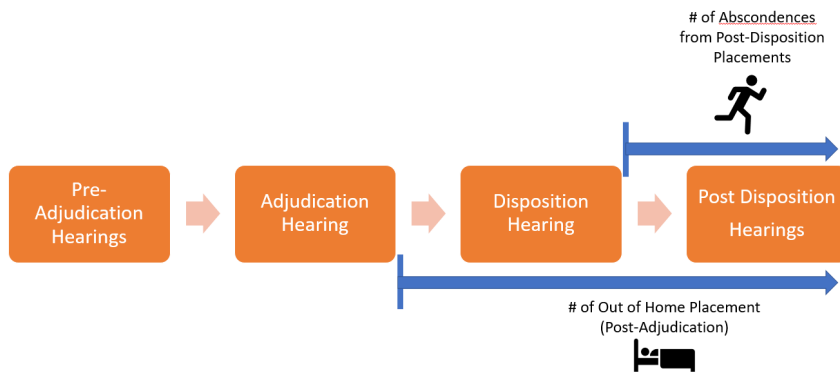 # of Abscondences
from Post-Disposition
Placements
Pre-
Adjudication
Hearings
Adjudication
Hearing
Disposition
Hearing
Post Disposition
Hearings
# of Out of Home Placement
(Post-Adjudication)